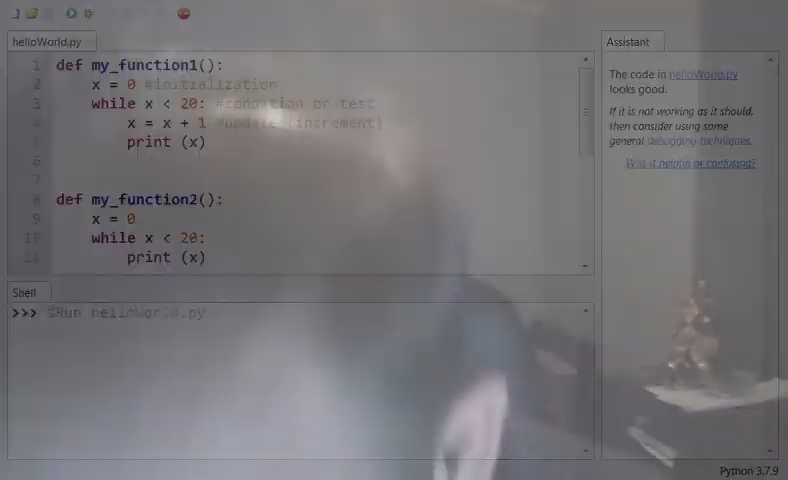 helloWorld.py
1 def my_function1():
2 x = 0 #initialization
3 while x < 20: #condition or test
4 x = x + 1 #update (increment)
5 print (x)
6
7
8 def my_function2():
9 x = 0
10 while x < 20:
11 print (x)
Shell
>>> %Run helloWorld.py
Assistant
The code in helloWorld.py
looks good.
If it is not working as it should,
then consider using some
general debugging techniques.
Was it helpful or confusing?
Python 3.7.9